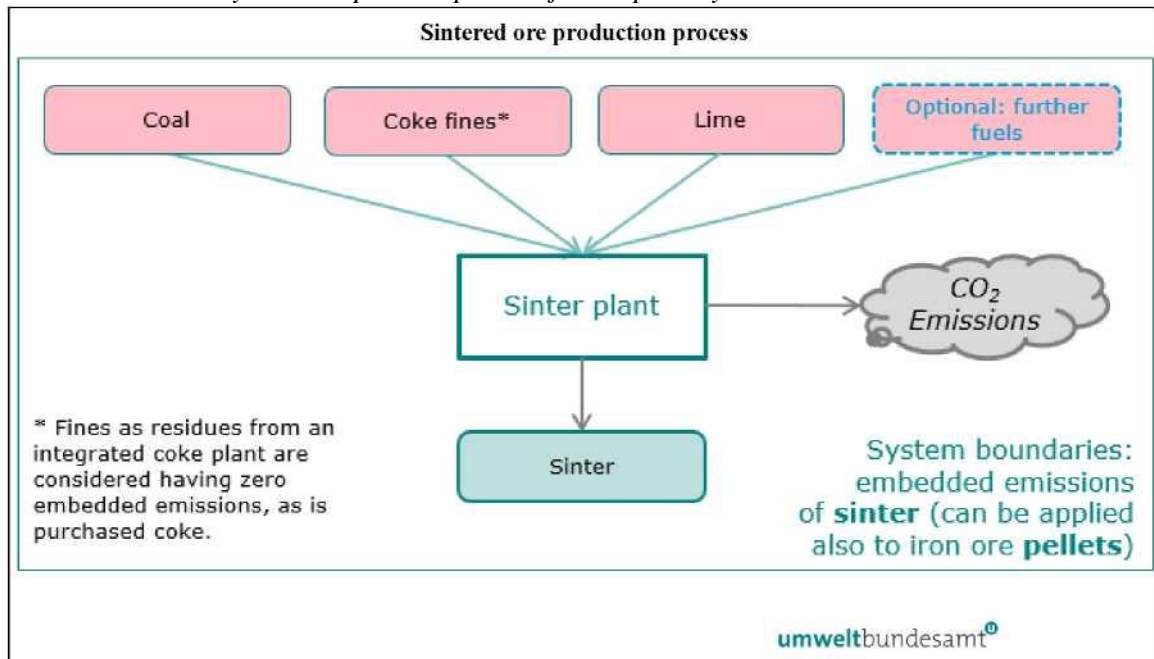 Sintered ore production process
Coal
Coke fines*
Lime
Optional: further
fuels
Sinter plant
CO2
Emissions
Sinter
* Fines as residues from an
integrated coke plant are
considered having zero
embedded emissions, as is
purchased coke.
System boundaries:
embedded emissions
of sinter (can be applied
also to iron ore pellets)
umweltbundesamt